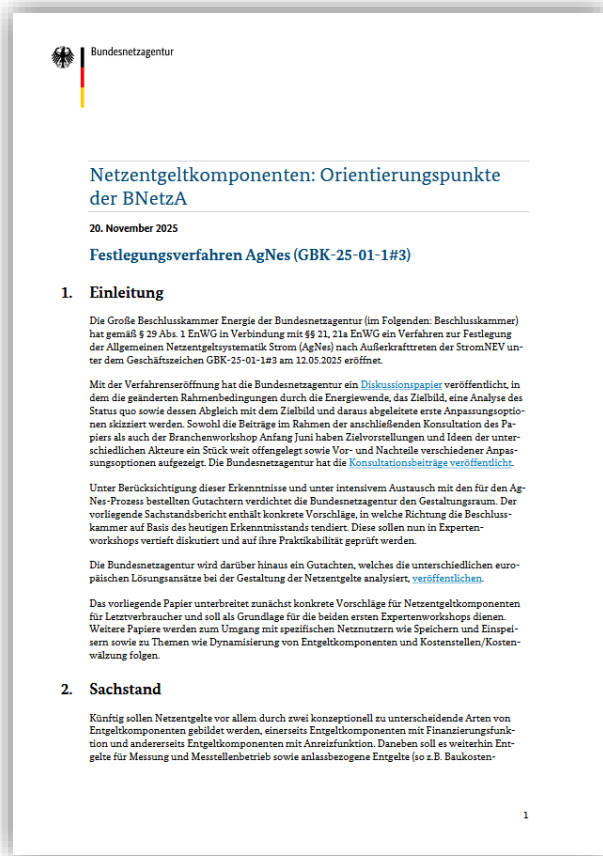 Bundesnetzagentur
Netzentgeltkomponenten: Orientierungspunkte
der BNetzA
20. November 2025
Festlegungsverfahren AgNes (GBK-25-01-1#3)
1. Einleitung
Die Große Beschlusskammer Energie der Bundesnetzagentur (im Folgenden: Beschlusskammer)
hat gemäß § 29 Abs. 1 EnWG in Verbindung mit §§ 21, 21a EnWG ein Verfahren zur Festlegung
der Allgemeinen Netzentgeltsystematik Strom (AgNes) nach Außerkrafttreten der StromNEV un-
ter dem Geschäftszeichen GBK-25-01-1#3 am 12.05.2025 eröffnet.
Mit der Verfahrenseröffnung hat die Bundesnetzagentur ein Diskussionspapier veröffentlicht, in
dem die geänderten Rahmenbedingungen durch die Energiewende, das Zielbild, eine Analyse des
Status quo sowie dessen Abgleich mit dem Zielbild und daraus abgeleitete erste Anpassungsoptio-
nen skizziert werden. Sowohl die Beiträge im Rahmen der anschließenden Konsultation des Pa-
piers als auch der Branchenworkshop Anfang Juni haben Zielvorstellungen und Ideen der unter-
schiedlichen Akteure ein Stück weit offengelegt sowie Vor- und Nachteile verschiedener Anpas-
sungsoptionen aufgezeigt. Die Bundesnetzagentur hat die Konsultationsbeiträge veröffentlicht.
Unter Berücksichtigung dieser Erkenntnisse und unter intensivem Austausch mit den für den Ag-
Nes-Prozess bestellten Gutachtern verdichtet die Bundesnetzagentur den Gestaltungsraum. Der
vorliegende Sachstandsbericht enthält konkrete Vorschläge, in welche Richtung die Beschluss-
kammer auf Basis des heutigen Erkenntnisstands tendiert. Diese sollen nun in Experten-
workshops vertieft diskutiert und auf ihre Praktikabilität geprüft werden.
Die Bundesnetzagentur wird darüber hinaus ein Gutachten, welches die unterschiedlichen euro-
päischen Lösungsansätze bei der Gestaltung der Netzentgelte analysiert, veröffentlichen.
Das vorliegende Papier unterbreitet zunächst konkrete Vorschläge für Netzentgeltkomponenten
für Letztverbraucher und soll als Grundlage für die beiden ersten Expertenworkshops dienen.
Weitere Papiere werden zum Umgang mit spezifischen Netznutzern wie Speichern und Einspei-
sern sowie zu Themen wie Dynamisierung von Entgeltkomponenten und Kostenstellen/Kosten-
wälzung folgen.
2. Sachstand
Künftig sollen Netzentgelte vor allem durch zwei konzeptionell zu unterscheidende Arten von
Entgeltkomponenten gebildet werden, einerseits Entgeltkomponenten mit Finanzierungsfunk-
tion und andererseits Entgeltkomponenten mit Anreizfunktion. Daneben soll es weiterhin Ent-
gelte für Messung und Messtellenbetrieb sowie anlassbezogene Entgelte (so z.B. Baukosten-
1